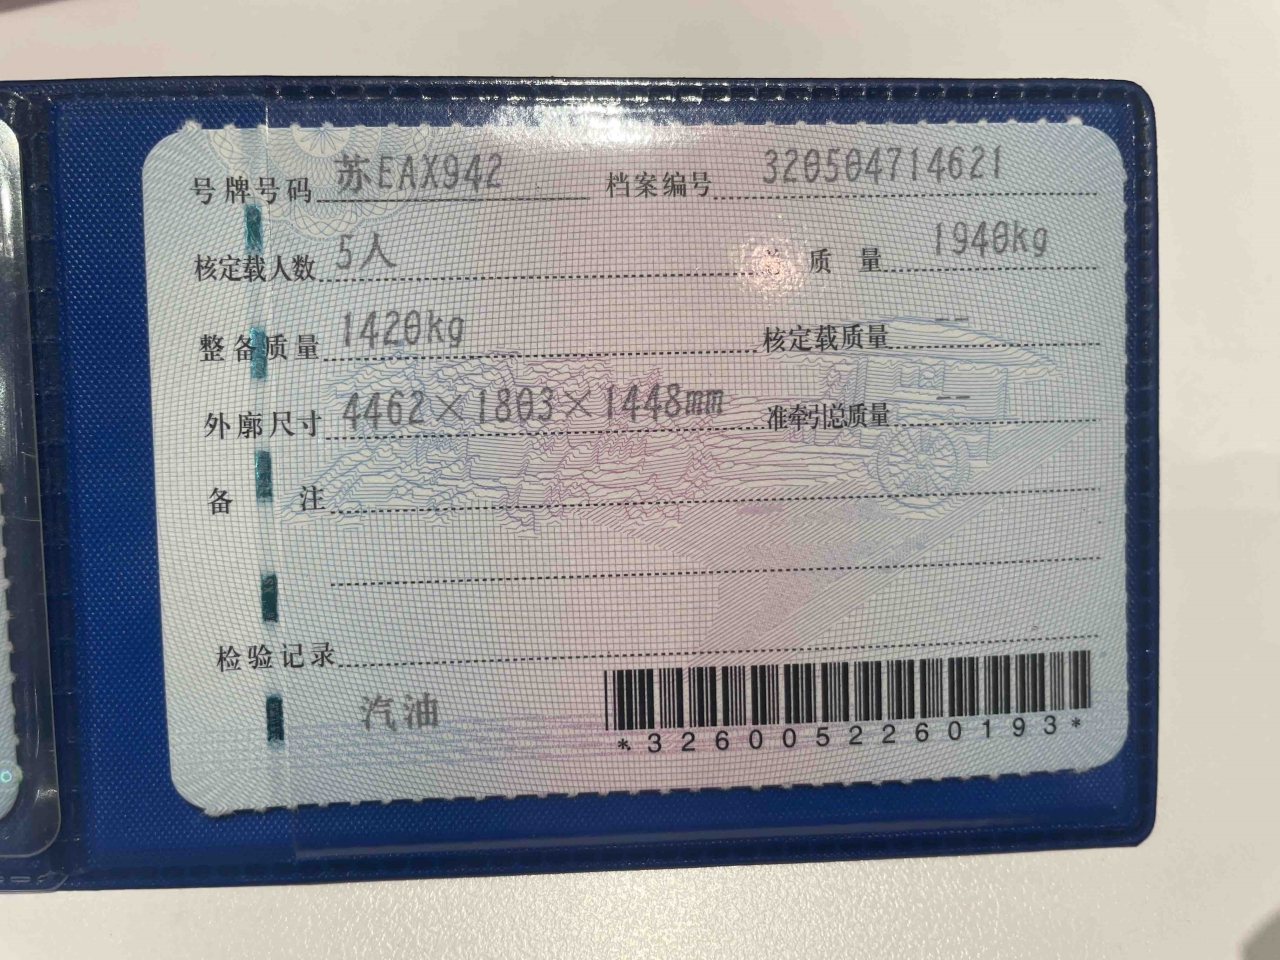 号牌号码 苏EAX942 档案编号 320504714621
核定载人数 5人 总质量 1940kg
整备质量 1420kg 核定载质量 --
外廓尺寸 4462×1803×1448mm 准牵引总质量 --
备注
检验记录
汽油
*3260052260193*